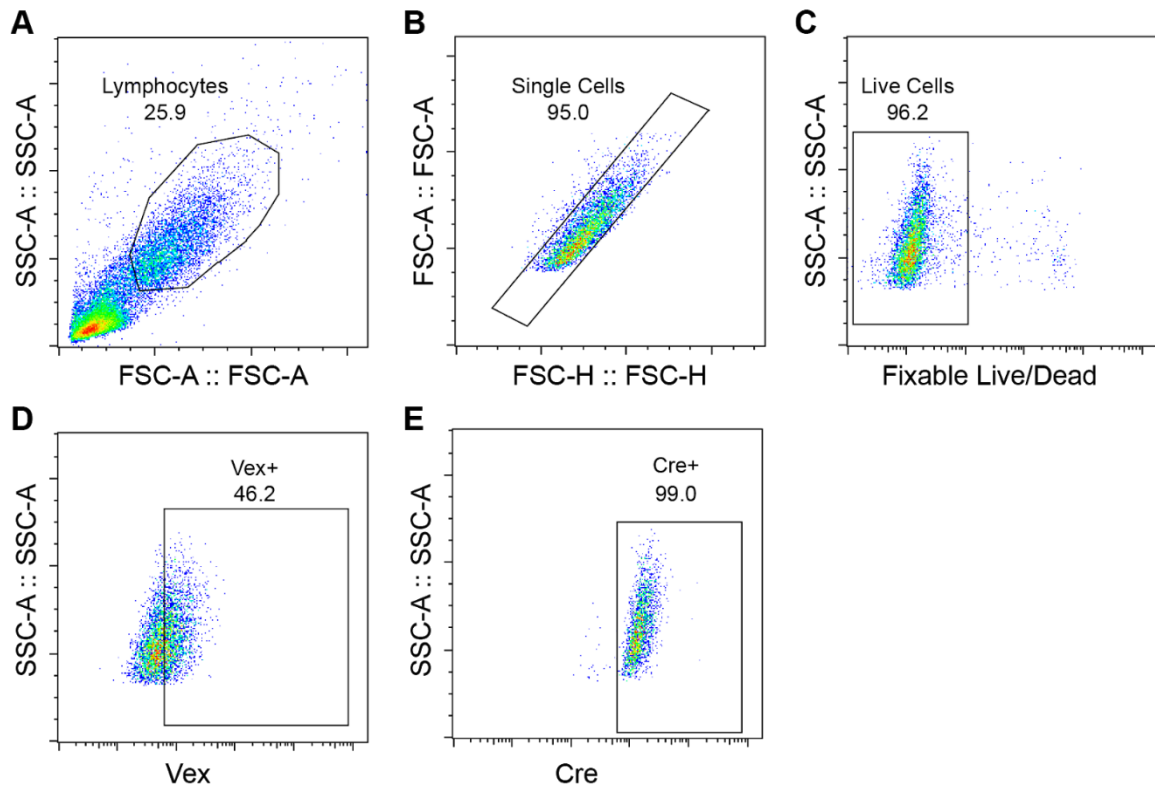 A
Lymphocytes
25.9
SSC-A :: SSC-A
FSC-A :: FSC-A
B
Single Cells
95.0
FSC-A :: FSC-A
FSC-H :: FSC-H
C
Live Cells
96.2
SSC-A :: SSC-A
Fixable Live/Dead
D
Vex+
46.2
SSC-A :: SSC-A
Vex
E
Cre+
99.0
SSC-A :: SSC-A
Cre